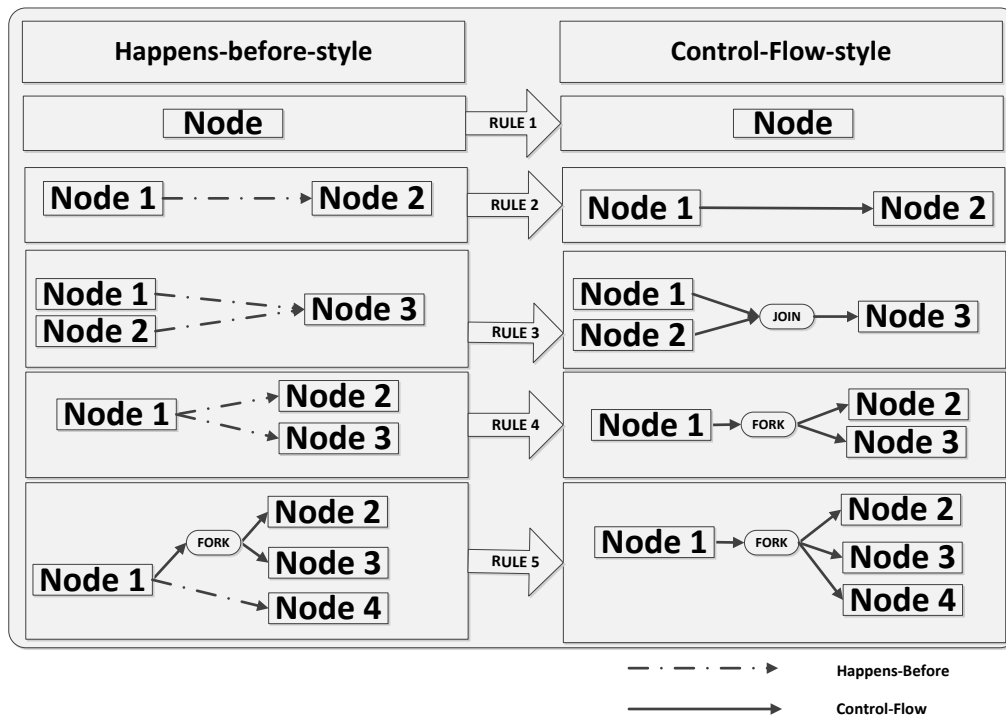 Happens-before-style
Control-Flow-style
Node
RULE 1
Node
Node 1
Node 2
RULE 2
Node 1
Node 2
Node 1
Node 2
Node 3
RULE 3
Node 1
Node 2
JOIN
Node 3
Node 1
Node 2
Node 3
RULE 4
Node 1
FORK
Node 2
Node 3
Node 1
FORK
Node 2
Node 3
Node 4
RULE 5
Node 1
FORK
Node 2
Node 3
Node 4
Happens-Before
Control-Flow